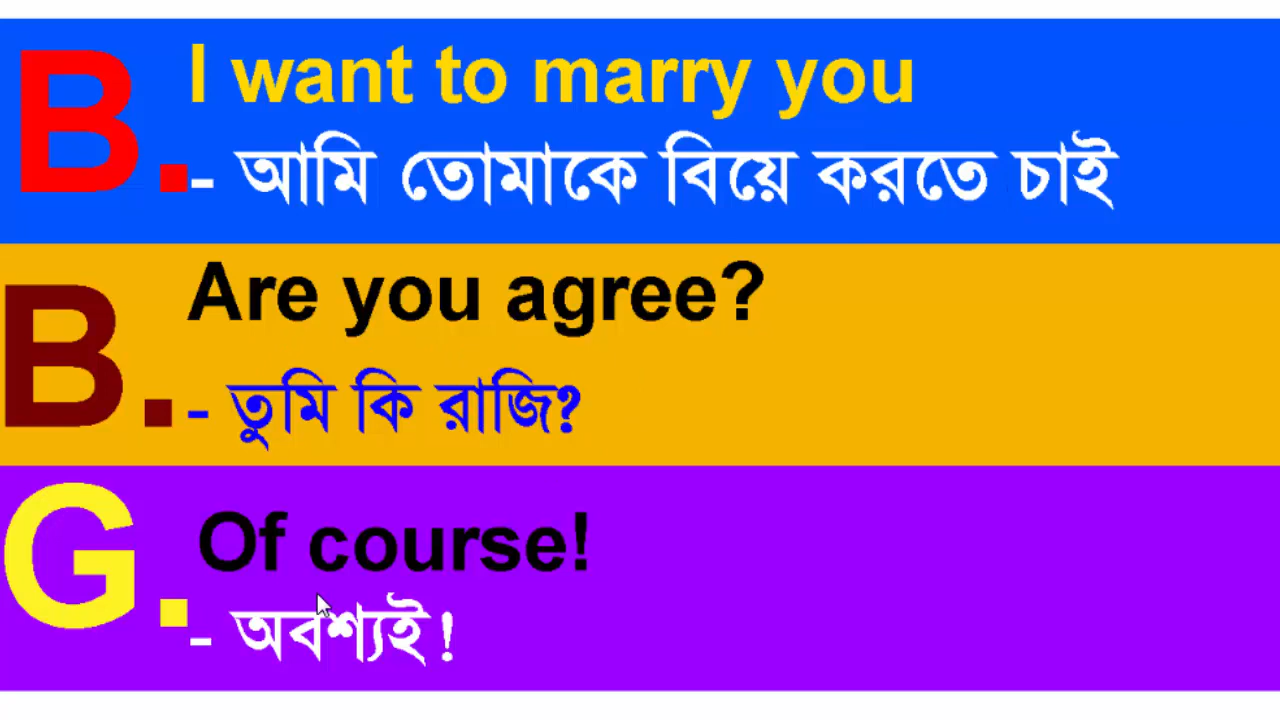 B. I want to marry you
- আমি তোমাকে বিয়ে করতে চাই
B. Are you agree?
- তুমি কি রাজি?
G. Of course!
- অবশ্যই!